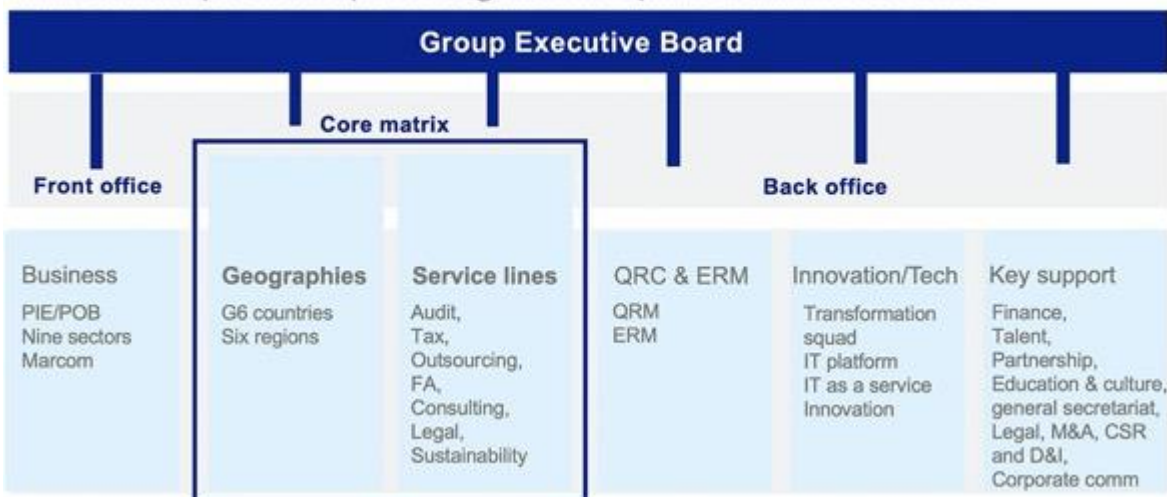 Group Executive Board
Core matrix
Front office
Back office
Business
PIE/POB
Nine sectors
Marcom
Geographies
G6 countries
Six regions
Service lines
Audit,
Tax,
Outsourcing,
FA,
Consulting,
Legal,
Sustainability
QRC & ERM
QRM
ERM
Innovation/Tech
Transformation
squad
IT platform
IT as a service
Innovation
Key support
Finance,
Talent,
Partnership,
Education & culture,
general secretariat,
Legal, M&A, CSR
and D&I,
Corporate comm